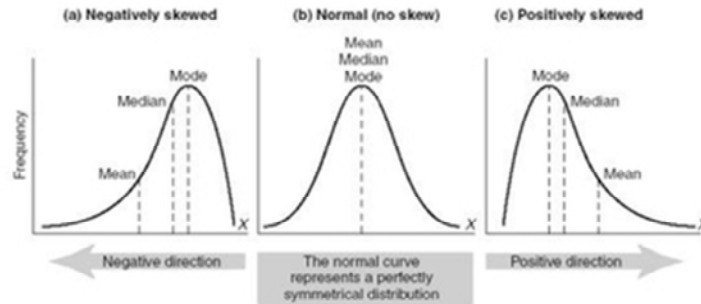 (a) Negatively skewed
(b) Normal (no skew)
(c) Positively skewed
Frequency
Mode
Median
Mean
X
Mean
Median
Mode
X
Mode
Median
Mean
X
Negative direction
The normal curve
represents a perfectly
symmetrical distribution
Positive direction